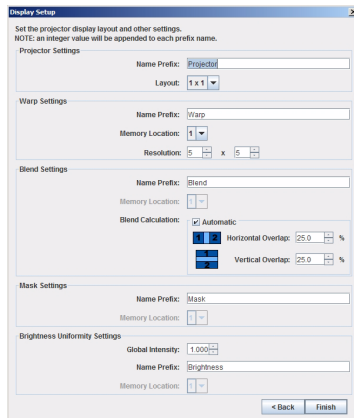 Display Setup
Set the projector display layout and other settings.
NOTE: an integer value will be appended to each prefix name.
Projector Settings
Name Prefix: Projector
Layout: 1 x 1
Warp Settings
Name Prefix: Warp
Memory Location: 1
Resolution: 5 x 5
Blend Settings
Name Prefix: Blend
Memory Location: 1
Blend Calculation: Automatic
1 2 Horizontal Overlap: 25.0 %
1
2 Vertical Overlap: 25.0 %
Mask Settings
Name Prefix: Mask
Memory Location: 1
Brightness Uniformity Settings
Global Intensity: 1.000
Name Prefix: Brightness
Memory Location: 1
< Back Finish